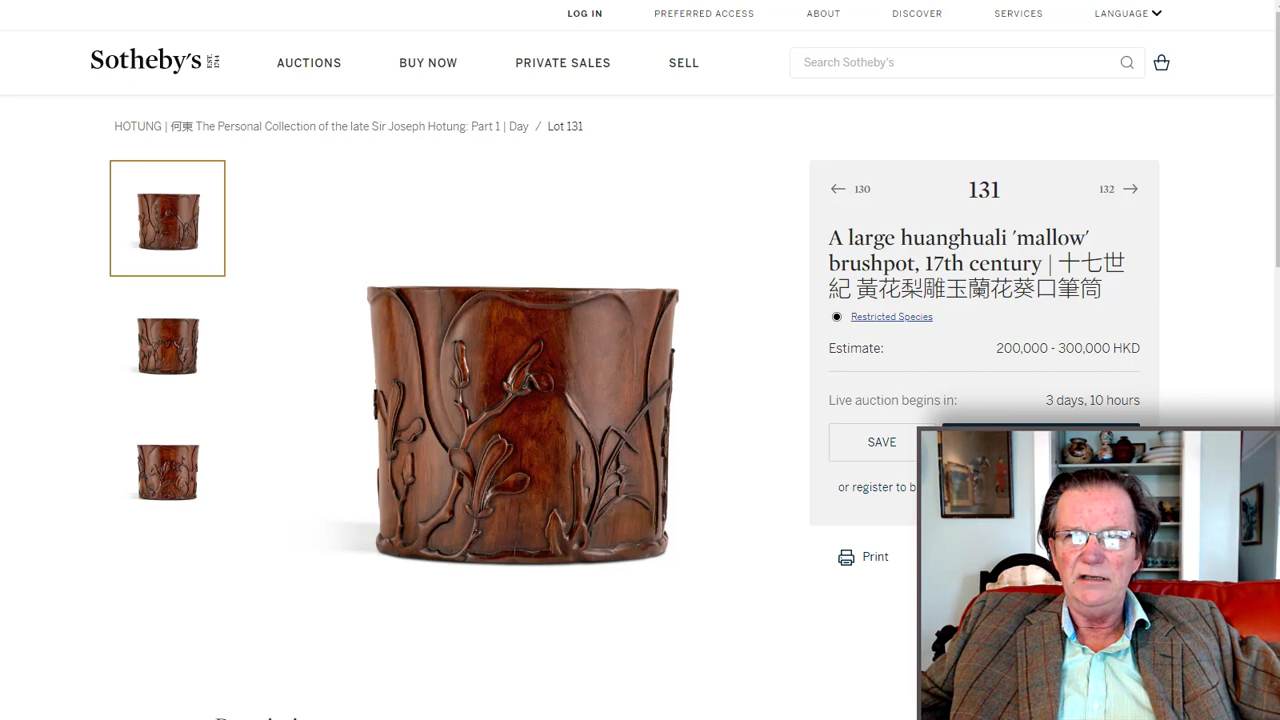 LOG IN PREFERRED ACCESS ABOUT DISCOVER SERVICES LANGUAGE
Sotheby's EST. 1744 AUCTIONS BUY NOW PRIVATE SALES SELL Search Sotheby's
HOTUNG | 何東 The Personal Collection of the late Sir Joseph Hotung: Part 1 | Day / Lot 131
130 131 132
A large huanghuali 'mallow'
brushpot, 17th century | 十七世
紀 黃花梨雕玉蘭花葵口筆筒
Restricted Species
Estimate: 200,000 - 300,000 HKD
Live auction begins in: 3 days, 10 hours
SAVE
or register to b
Print